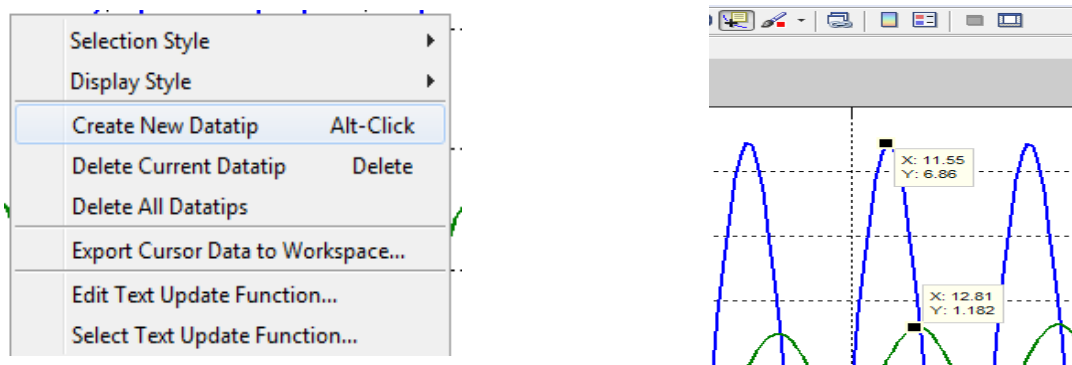 Selection Style
Display Style
Create New Datatip Alt-Click
Delete Current Datatip Delete
Delete All Datatips
Export Cursor Data to Workspace...
Edit Text Update Function...
Select Text Update Function...
X: 11.55
Y: 6.86
X: 12.81
Y: 1.182